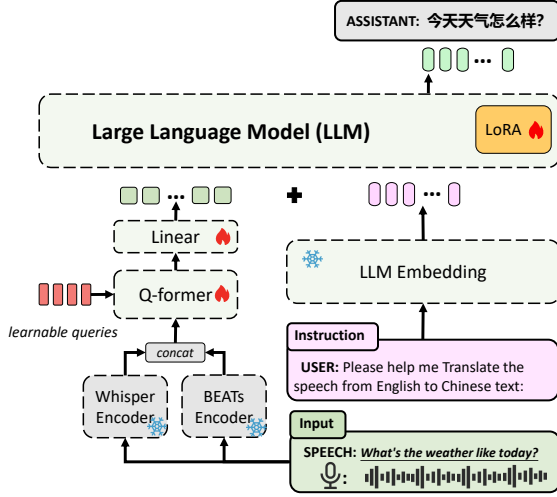 ASSISTANT: 今天天气怎么样?
Large Language Model (LLM)
LoRA
Linear
Q-former
learnable queries
concat
Whisper
Encoder
BEATs
Encoder
LLM Embedding
Instruction
USER: Please help me Translate the
speech from English to Chinese text:
Input
SPEECH: What's the weather like today?
: